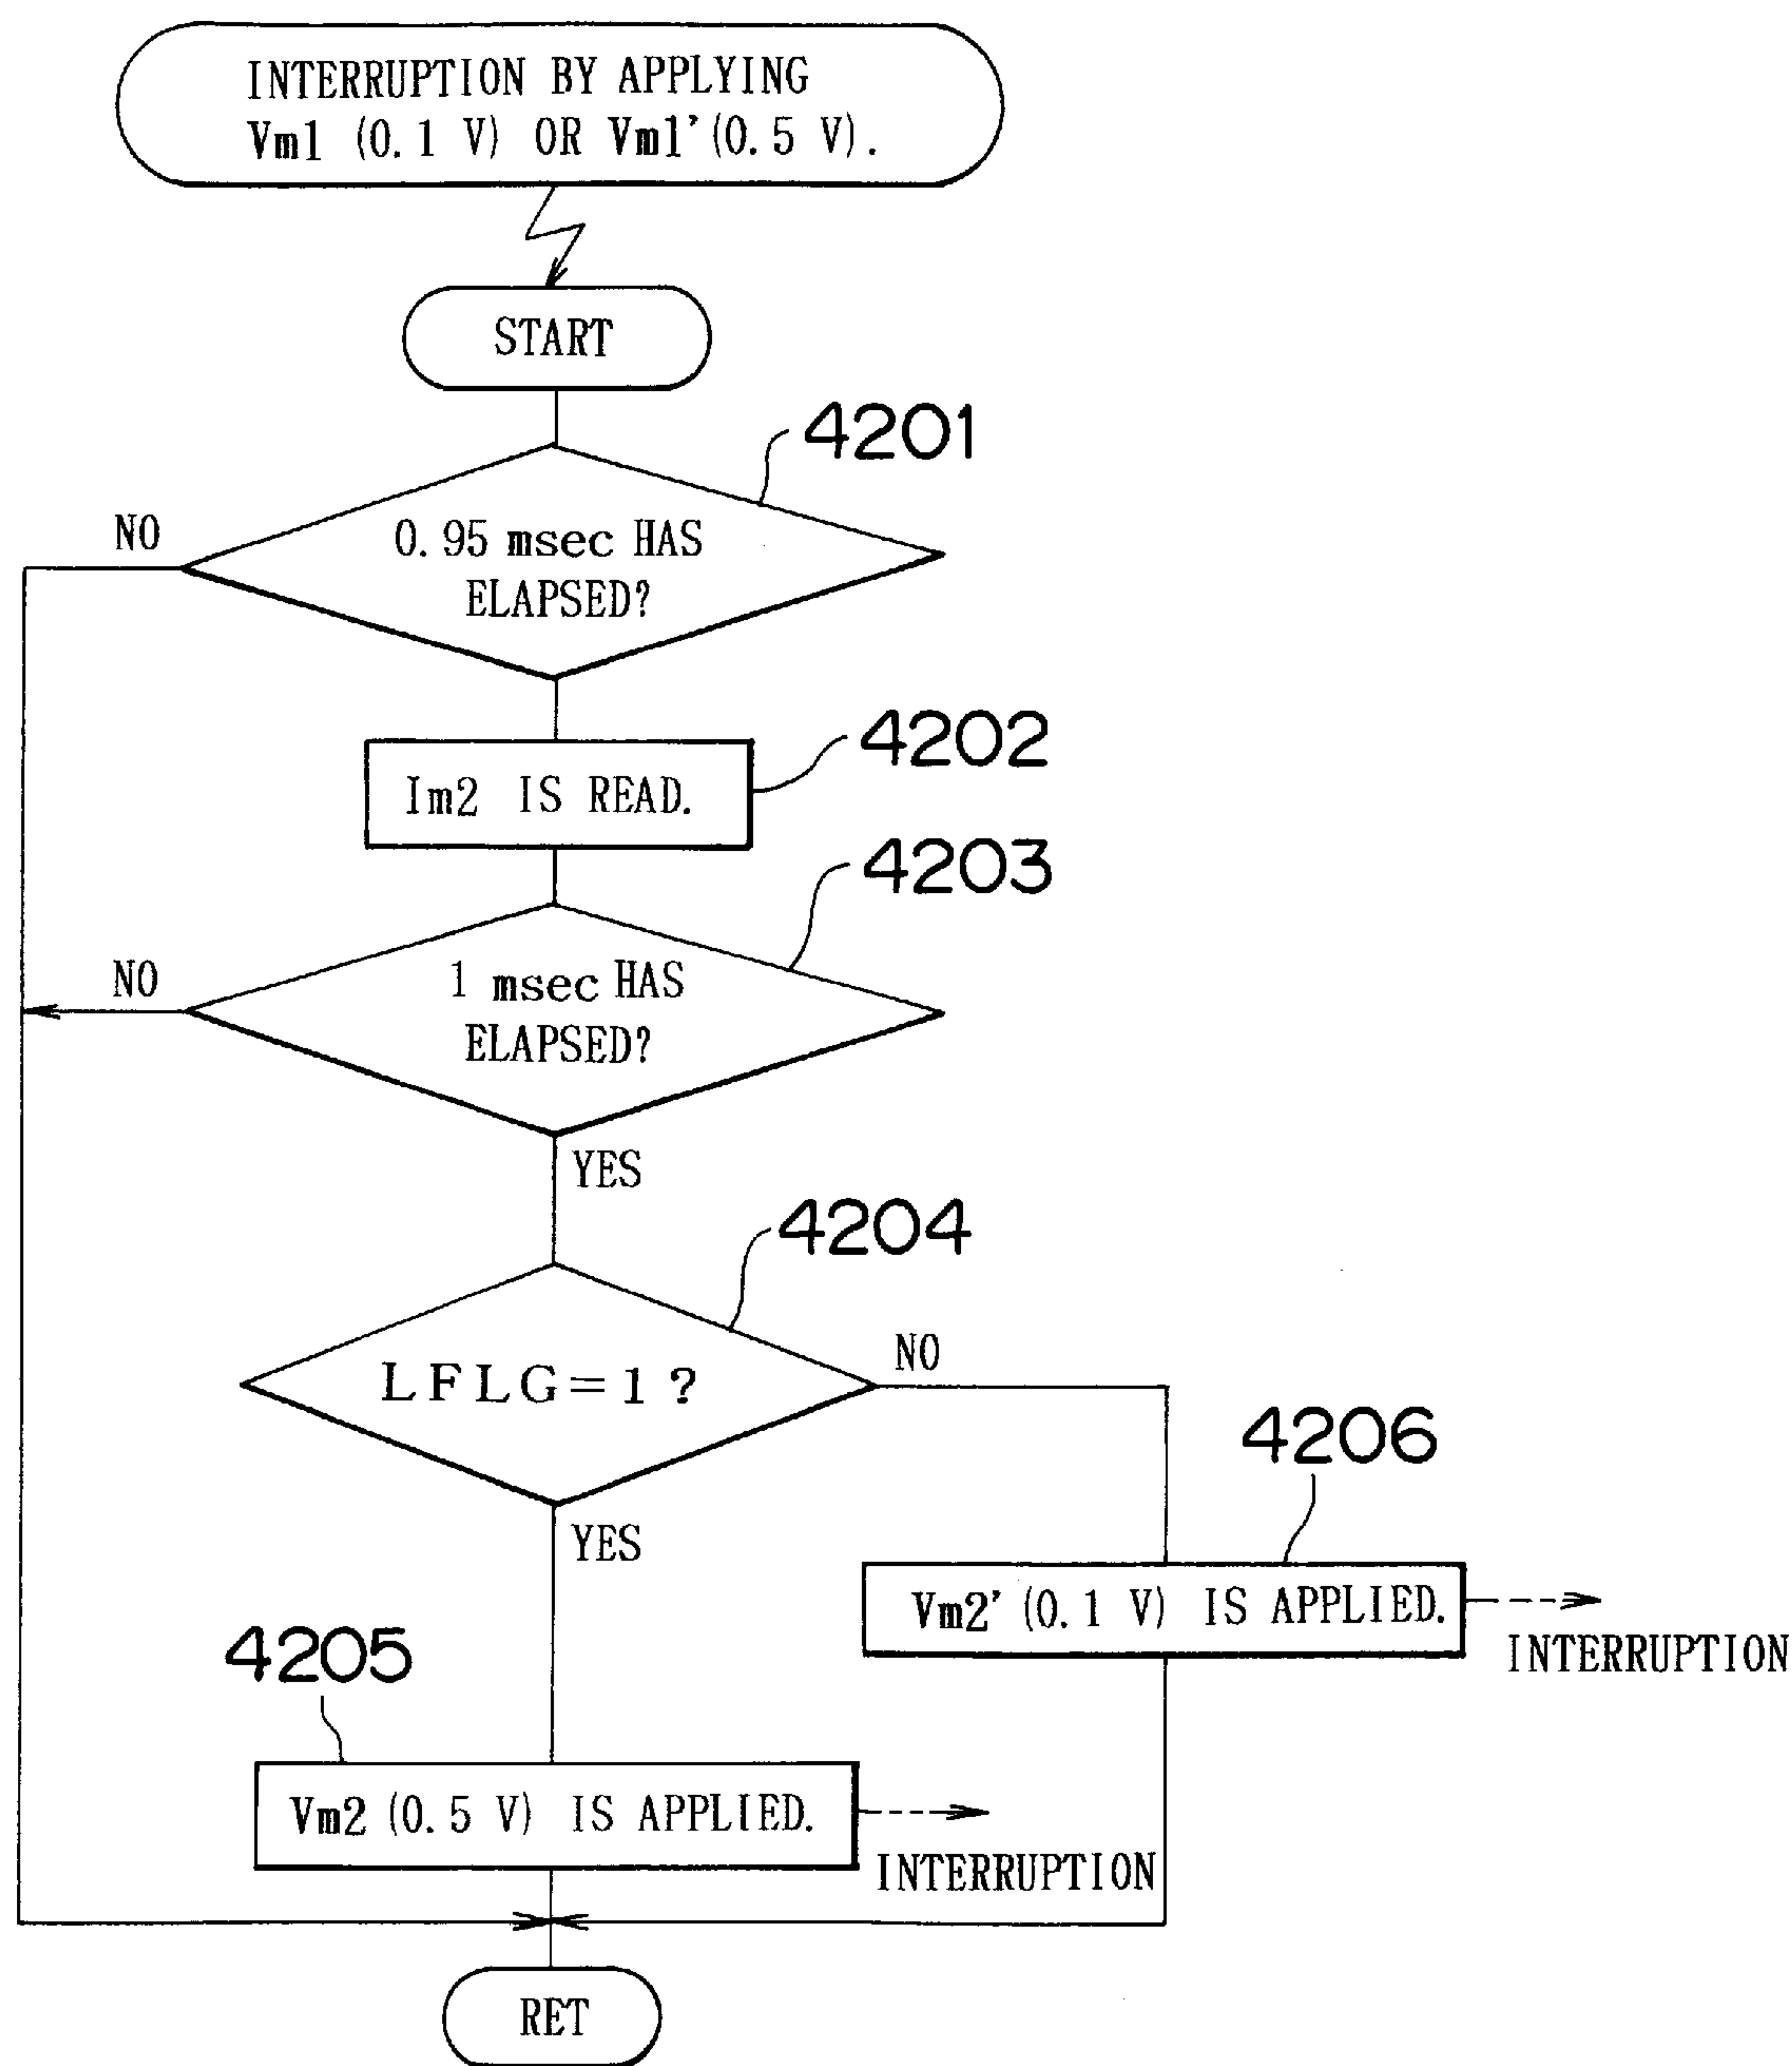 INTERRUPTION BY APPLYING
Vm1 (0.1 V) OR Vm1' (0.5 V).
START
4201
NO
0.95 msec HAS
ELAPSED?
4202
Im2 IS READ.
4203
NO
1 msec HAS
ELAPSED?
YES
4204
LFLG=1?
NO
4206
YES
Vm2' (0.1 V) IS APPLIED.
INTERRUPTION
4205
Vm2 (0.5 V) IS APPLIED.
INTERRUPTION
RET